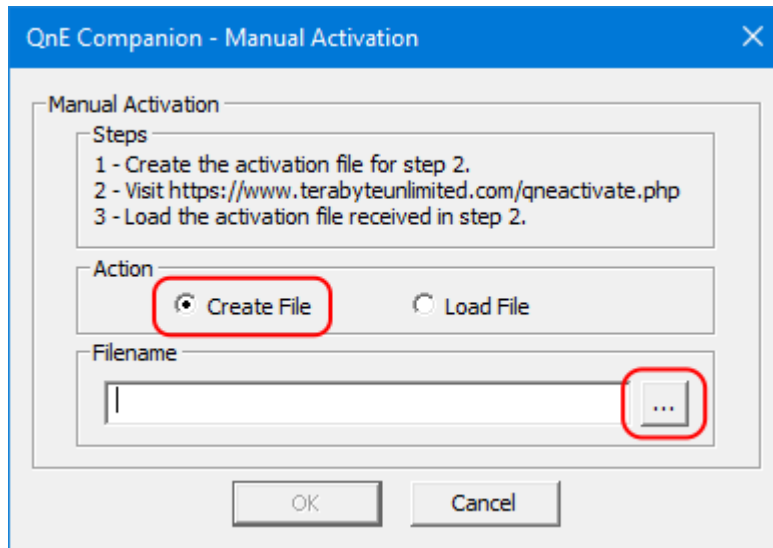 QnE Companion - Manual Activation
Manual Activation
Steps
1 - Create the activation file for step 2.
2 - Visit https://www.terabyteunlimited.com/qneactivate.php
3 - Load the activation file received in step 2.
Action
Create File Load File
Filename
...
OK Cancel